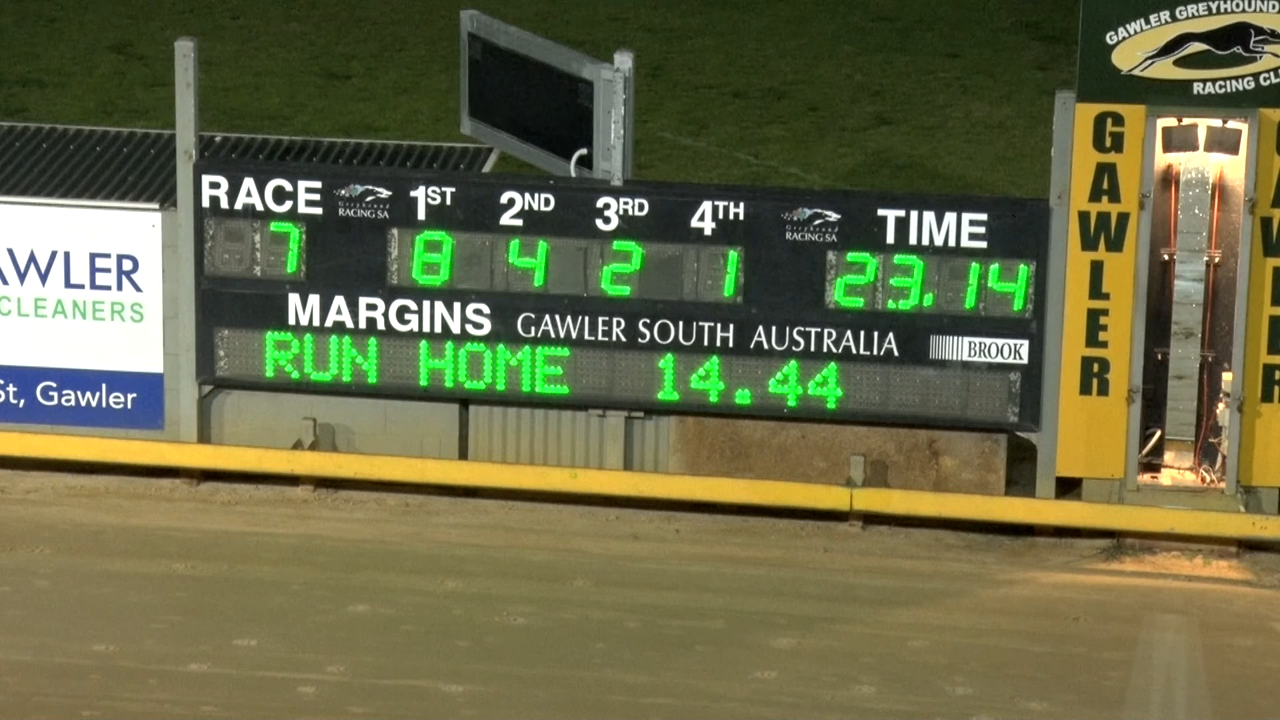 GAWLER GREYHOUND
RACING CL
GAWLER
RACE 1ST 2ND 3RD 4TH TIME
Greyhound RACING SA
Greyhound RACING SA
7 8 4 2 1 23.14
MARGINS GAWLER SOUTH AUSTRALIA BROOK
RUN HOME 14.44
AWLER
CLEANERS
St, Gawler